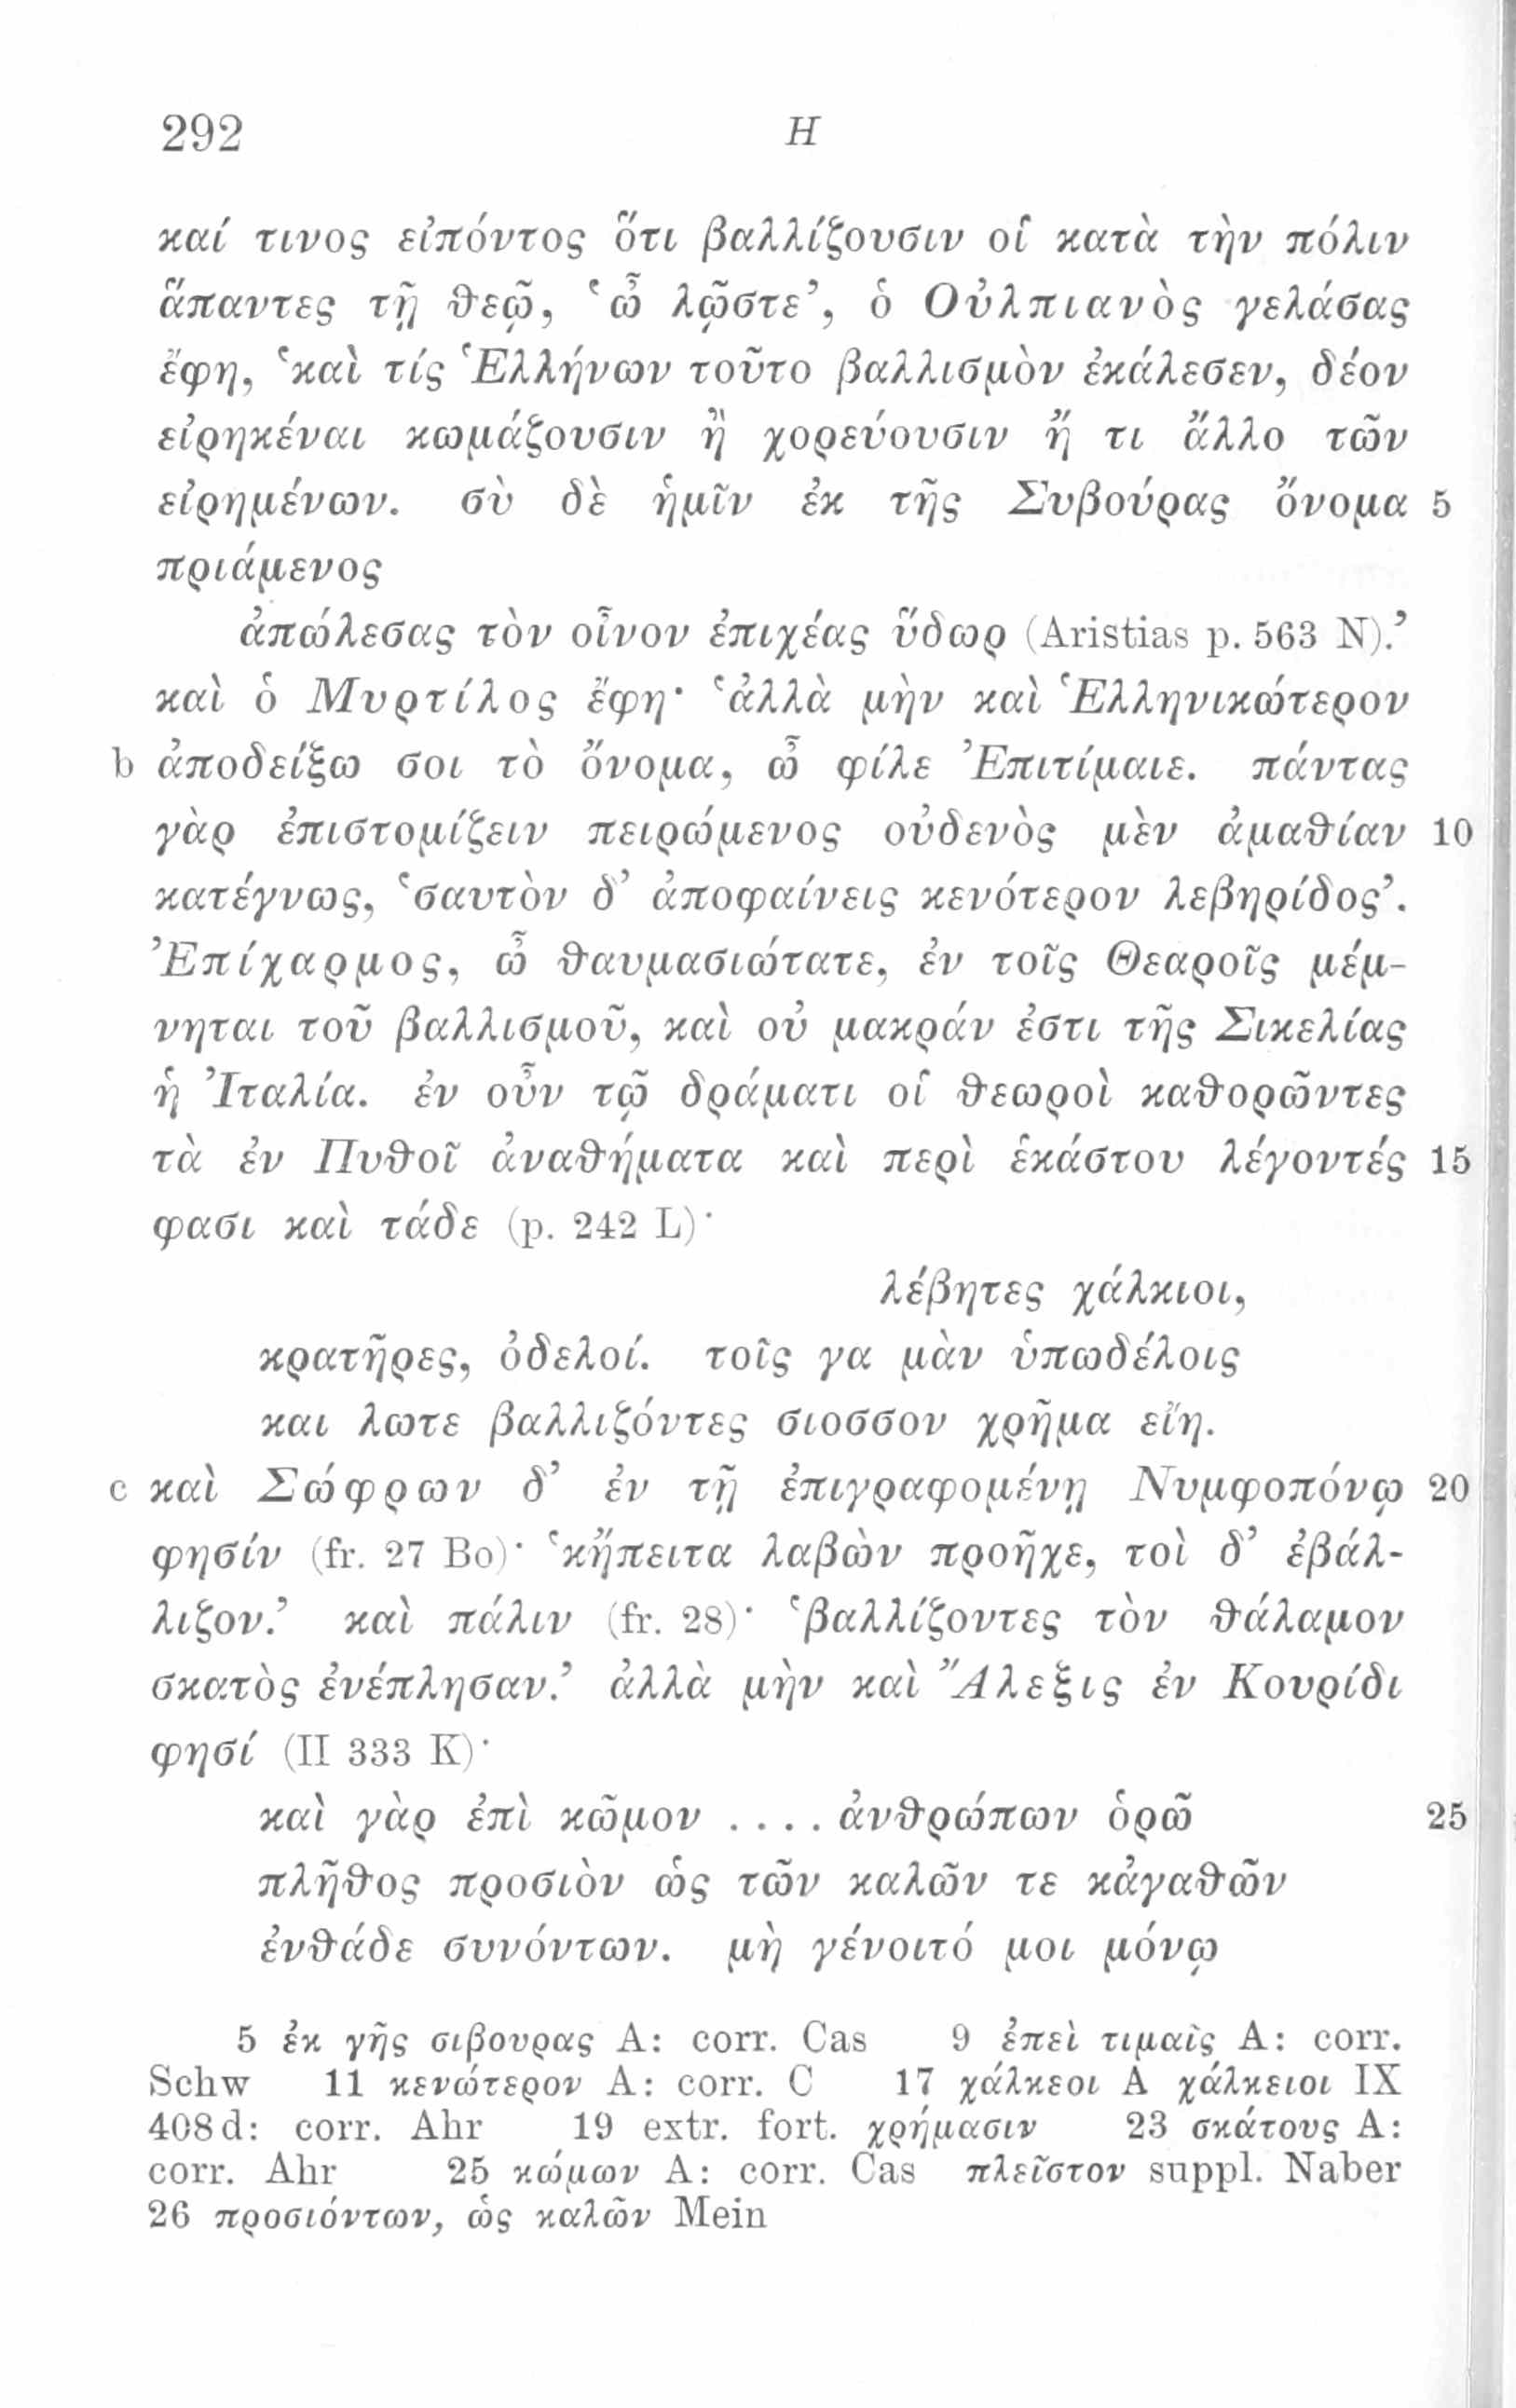 292 H
καί τινος εἰπόντος ὅτι βαλλίζουσιν οἱ κατὰ τὴν πόλιν
ἅπαντες τῇ θεῷ, ‘ὦ λῷστε’, ὁ Οὐλπιανὸς γελάσας
ἔφη, ‘καὶ τίς Ἑλλήνων τοῦτο βαλλισμὸν ἐκάλεσεν, δέον
εἰρηκέναι κωμάζουσιν ἢ χορεύουσιν ἤ τι ἄλλο τῶν
εἰρημένων. σὺ δὲ ἡμῖν ἐκ τῆς Συβούρας ὄνομα 5
πριάμενος
ἀπώλεσας τὸν οἶνον ἐπιχέας ὕδωρ (Aristias p. 563 N).’
καὶ ὁ Μυρτίλος ἔφη· ‘ἀλλὰ μὴν καὶ Ἑλληνικώτερον
b ἀποδείξω σοι τὸ ὄνομα, ὦ φίλε Ἐπιτίμαιε. πάντας
γὰρ ἐπιστομίζειν πειρώμενος οὐδενὸς μὲν ἀμαθίαν 10
κατέγνως, ‘σαυτὸν δ’ ἀποφαίνεις κενότερον λεβηρίδος’.
Ἐπίχαρμος, ὦ θαυμασιώτατε, ἐν τοῖς Θεαροῖς μέμ-
νηται τοῦ βαλλισμοῦ, καὶ οὐ μακράν ἐστι τῆς Σικελίας
ἡ Ἰταλία. ἐν οὖν τῷ δράματι οἱ θεωροὶ καθορῶντες
τὰ ἐν Πυθοῖ ἀναθήματα καὶ περὶ ἑκάστου λέγοντές 15
φασι καὶ τάδε (p. 242 L)·
λέβητες χάλκιοι,
κρατῆρες, ὀδελοί. τοῖς γα μὰν ὑπωδέλοις
και λωτε βαλλιζόντες σιοσσον χρῆμα εἴη.
c καὶ Σώφρων δ’ ἐν τῇ ἐπιγραφομένῃ Νυμφοπόνῳ 20
φησίν (fr. 27 Bo)· ‘κἤπειτα λαβὼν προῆχε, τοὶ δ’ ἐβάλ-
λιζον.’ καὶ πάλιν (fr. 28)· ‘βαλλίζοντες τὸν θάλαμον
σκατὸς ἐνέπλησαν.’ ἀλλὰ μὴν καὶ Ἄλεξις ἐν Κουρίδι
φησί (II 333 K)·
καὶ γὰρ ἐπὶ κῶμον .... ἀνθρώπων ὁρῶ 25
πλῆθος προσιὸν ὡς τῶν καλῶν τε κἀγαθῶν
ἐνθάδε συνόντων. μὴ γένοιτό μοι μόνῳ
5 ἐκ γῆς σιβουρας A: corr. Cas 9 ἐπεὶ τιμαῖς A: corr.
Schw 11 κενώτερον A: corr. C 17 χάλκεοι A χάλκειοι IX
408d: corr. Ahr 19 extr. fort. χρήμασιν 23 σκάτους A:
corr. Ahr 25 κώμων A: corr. Cas πλεῖστον suppl. Naber
26 προσιόντων, ὡς καλῶν Mein